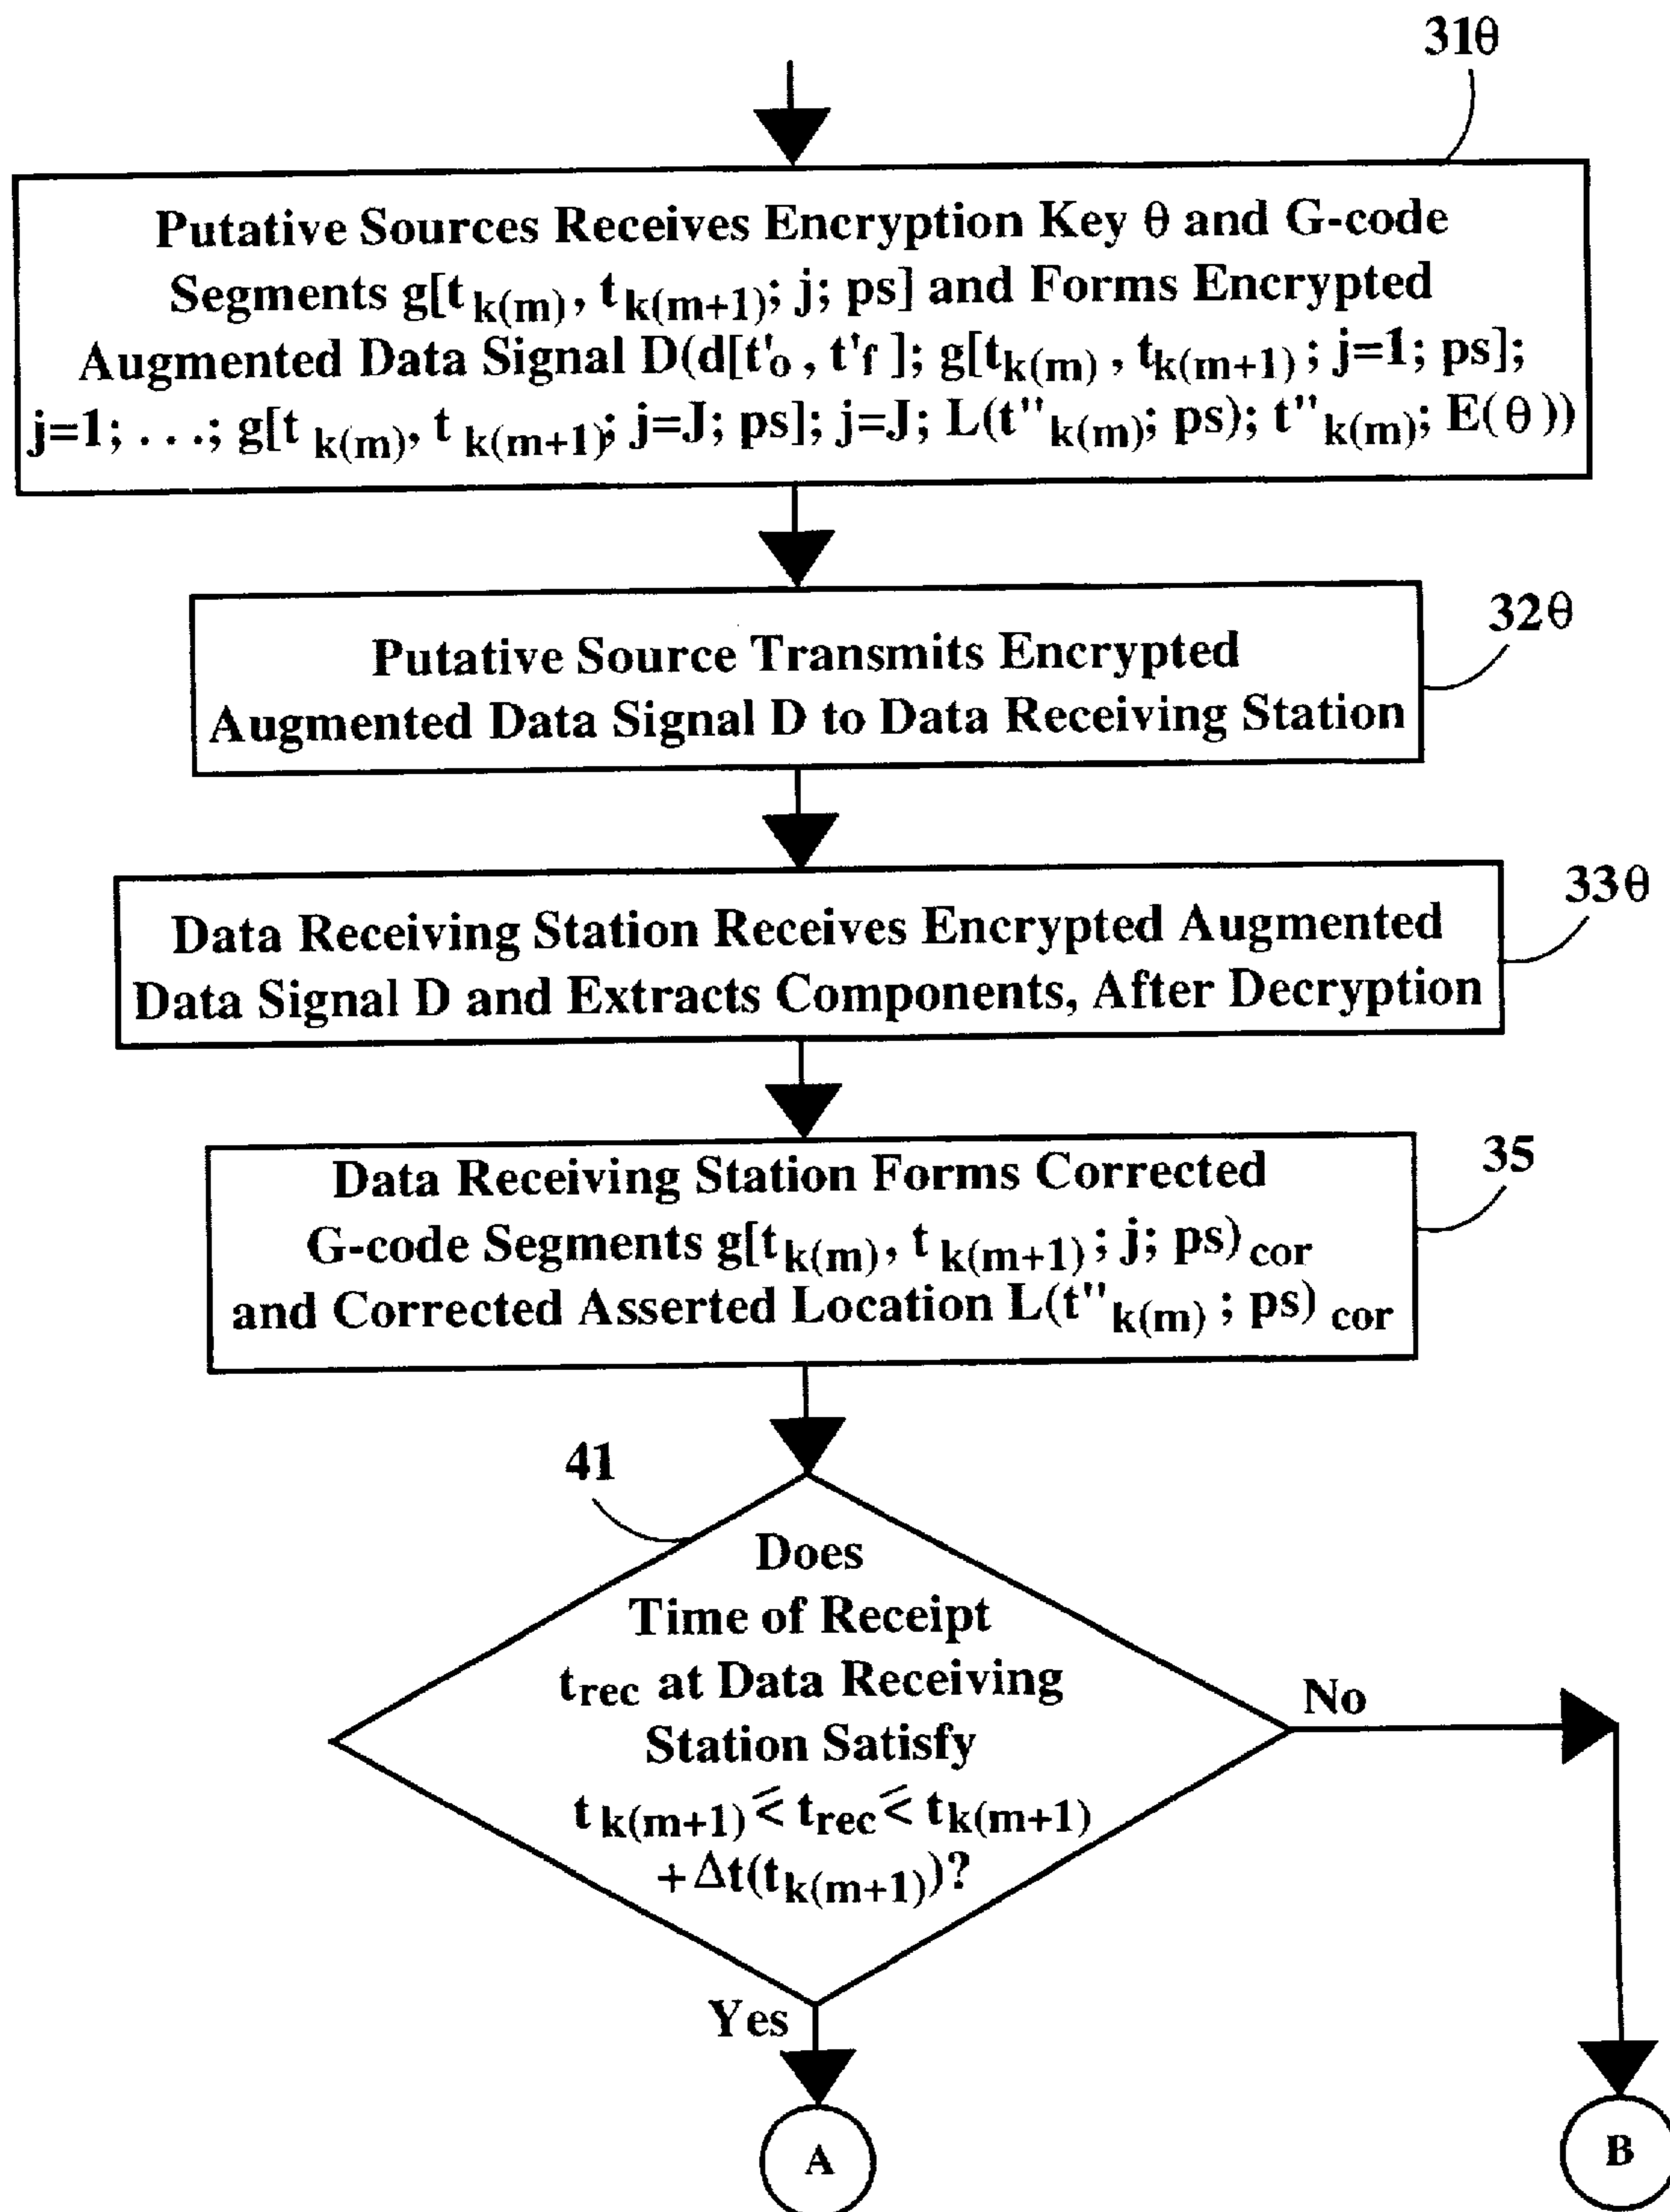 31θ
Putative Sources Receives Encryption Key θ and G-code
Segments g[t k(m), t k(m+1); j; ps] and Forms Encrypted
Augmented Data Signal D(d[t'o , t'f ]; g[tk(m) , tk(m+1) ; j=1; ps];
j=1; . . .; g[t k(m), t k(m+1); j=J; ps]; j=J; L(t''k(m); ps); t''k(m); E(θ))
32θ
Putative Source Transmits Encrypted
Augmented Data Signal D to Data Receiving Station
33θ
Data Receiving Station Receives Encrypted Augmented
Data Signal D and Extracts Components, After Decryption
35
Data Receiving Station Forms Corrected
G-code Segments g[tk(m), t k(m+1) ; j; ps) cor
and Corrected Asserted Location L(t''k(m) ; ps) cor
41
Does
Time of Receipt
trec at Data Receiving
Station Satisfy
t k(m+1) ≤ trec ≤ tk(m+1)
+ Δt(tk(m+1))?
No
Yes
A
B